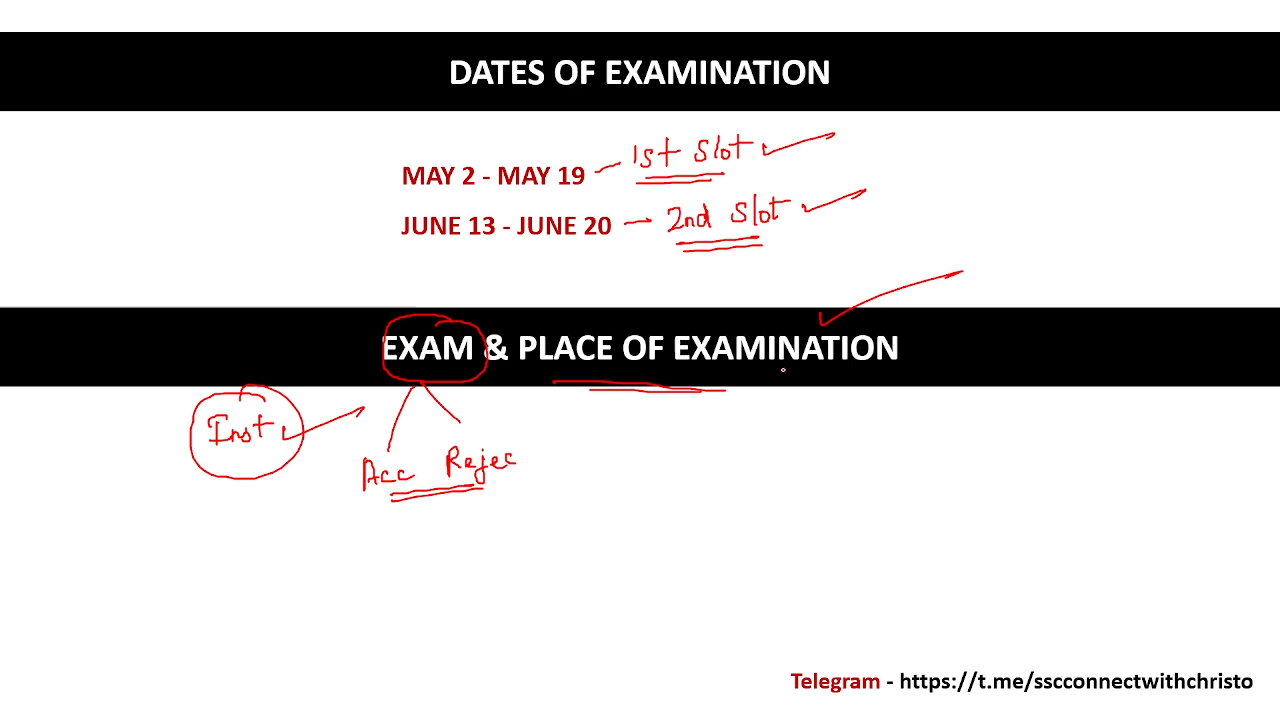 DATES OF EXAMINATION
MAY 2 - MAY 19 - 1st Slot
JUNE 13 - JUNE 20 - 2nd Slot
EXAM & PLACE OF EXAMINATION
Inst
Acc Rejec
Telegram - https://t.me/sscconnectwithchristo